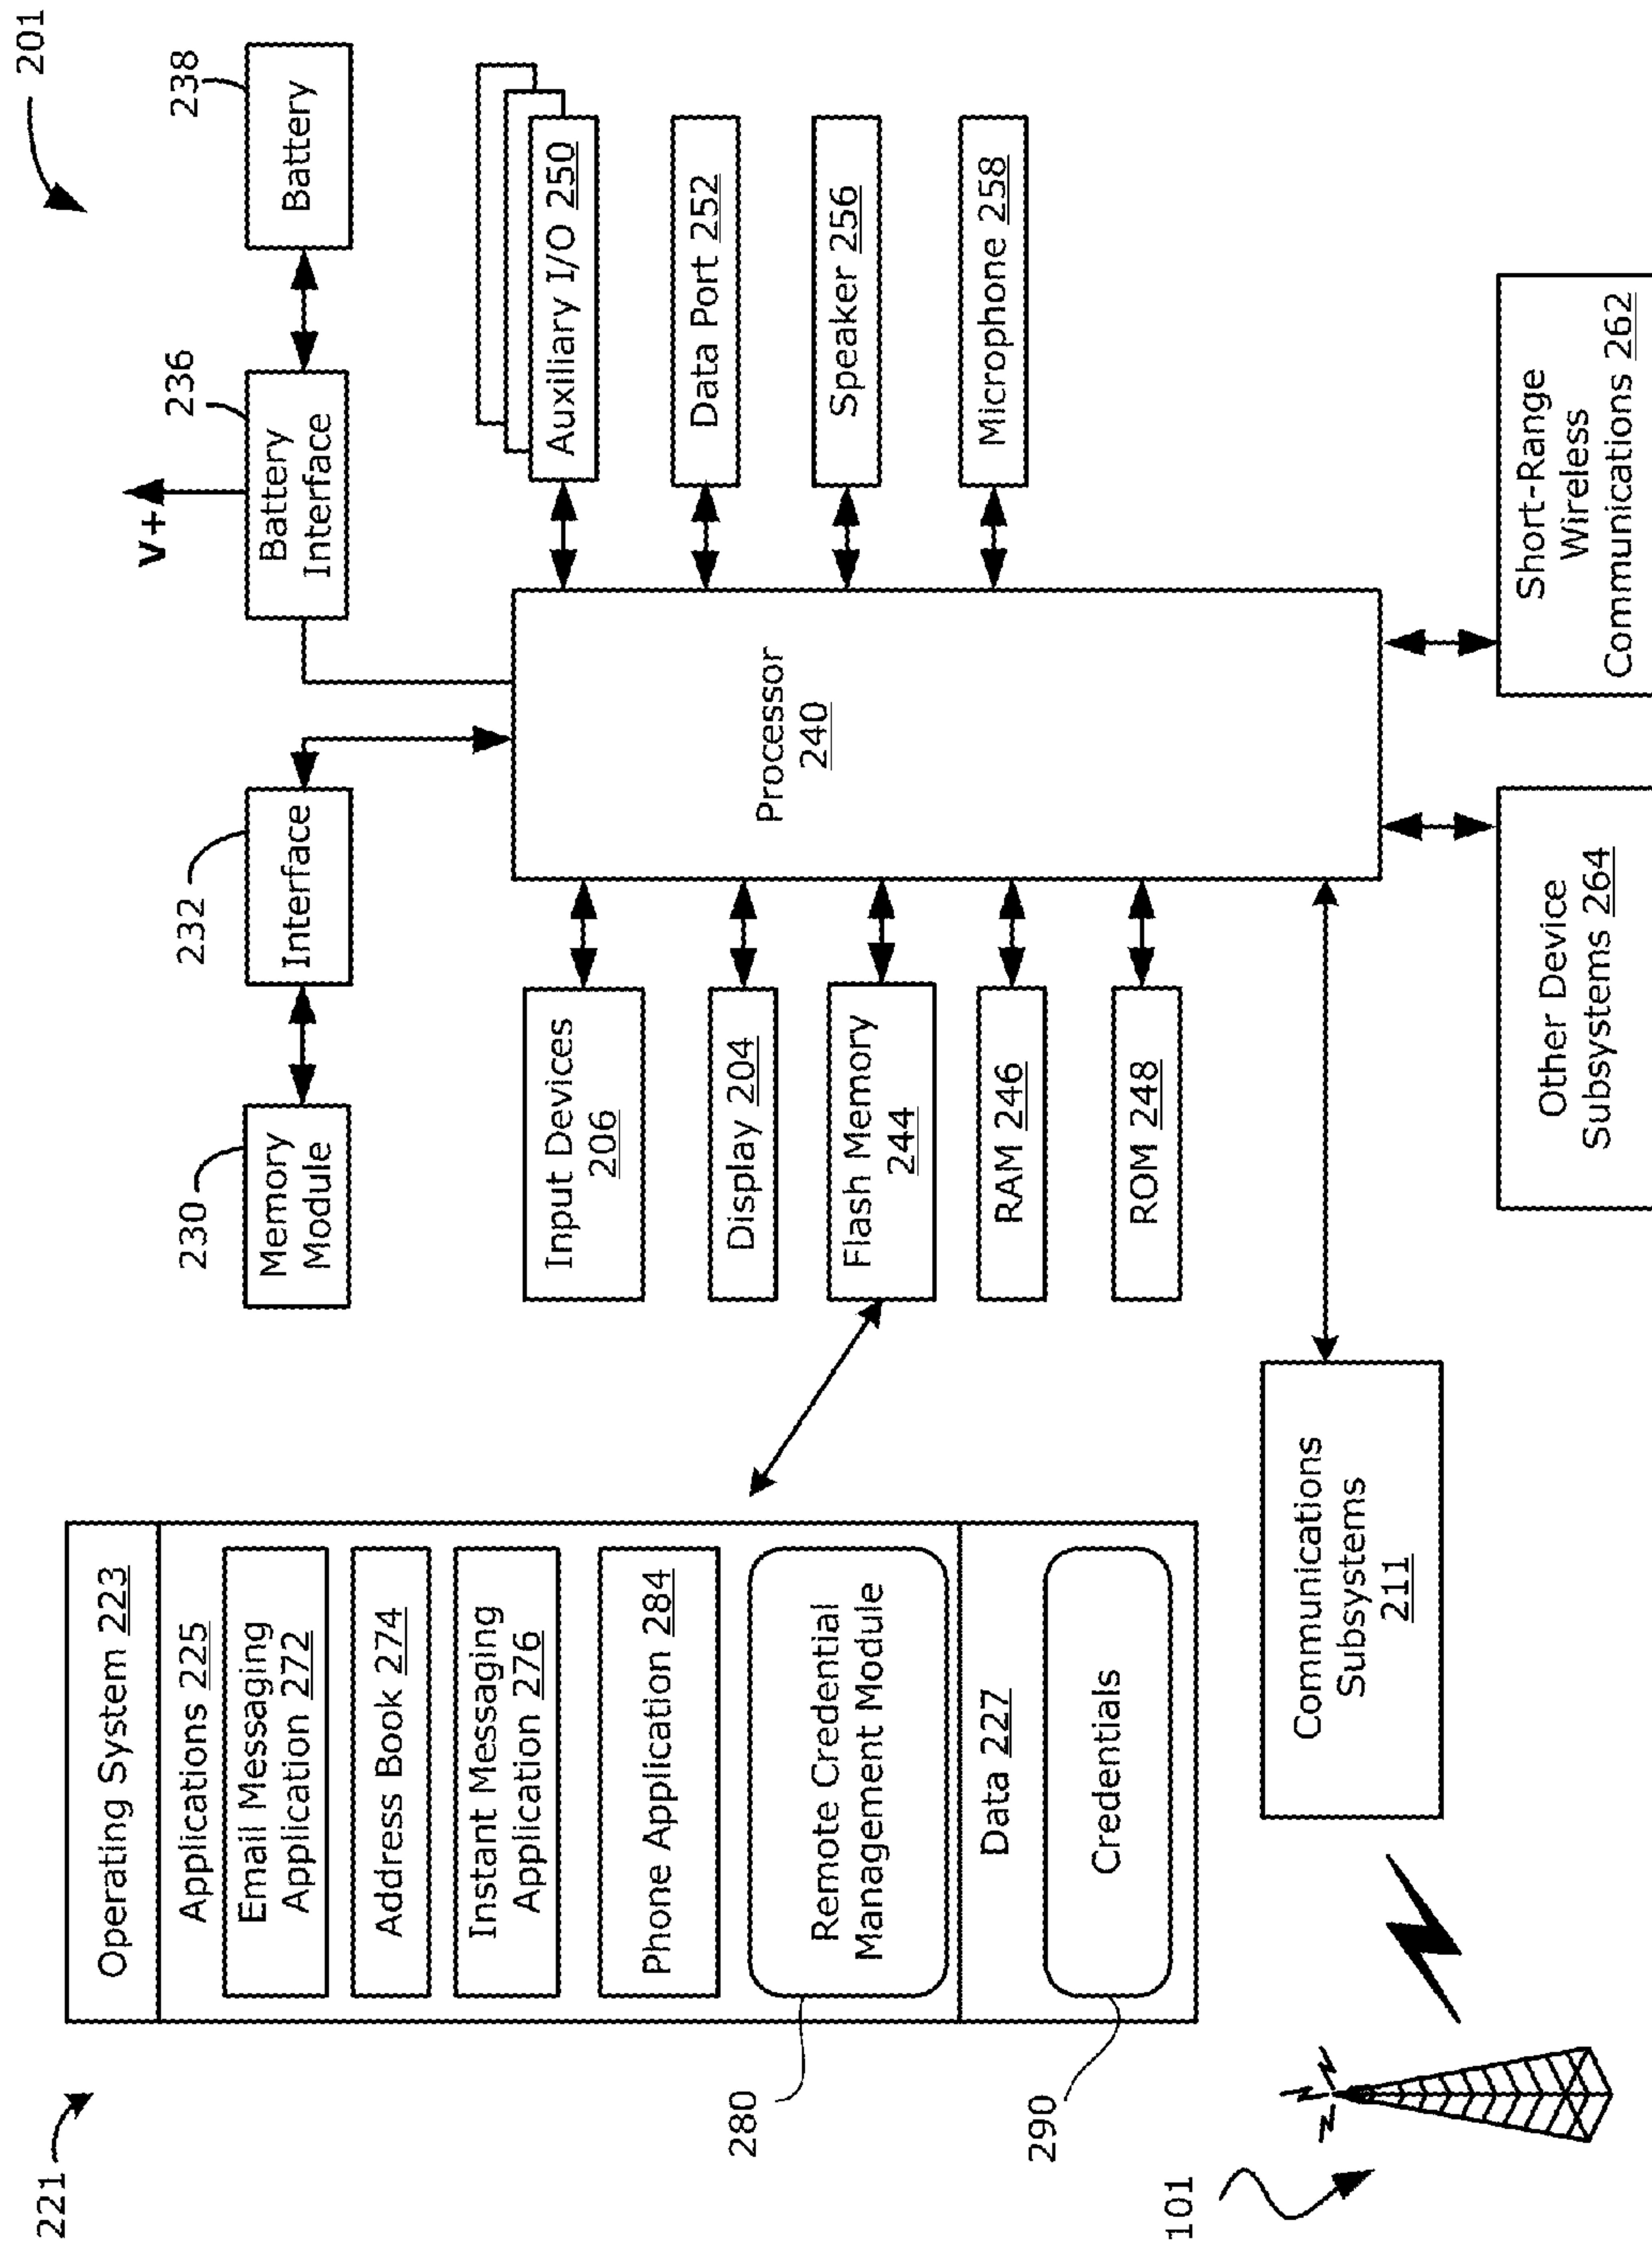 201
221
Operating System 223
Applications 225
Email Messaging
Application 272
Address Book 274
Instant Messaging
Application 276
Phone Application 284
Remote Credential
Management Module
280
Data 227
Credentials
290
101
Communications
Subsystems
211
230
Memory
Module
232
Interface
V+
236
Battery
Interface
238
Battery
Input Devices
206
Display 204
Flash Memory
244
RAM 246
ROM 248
Processor
240
Auxiliary I/O 250
Data Port 252
Speaker 256
Microphone 258
Other Device
Subsystems 264
Short-Range
Wireless
Communications 262